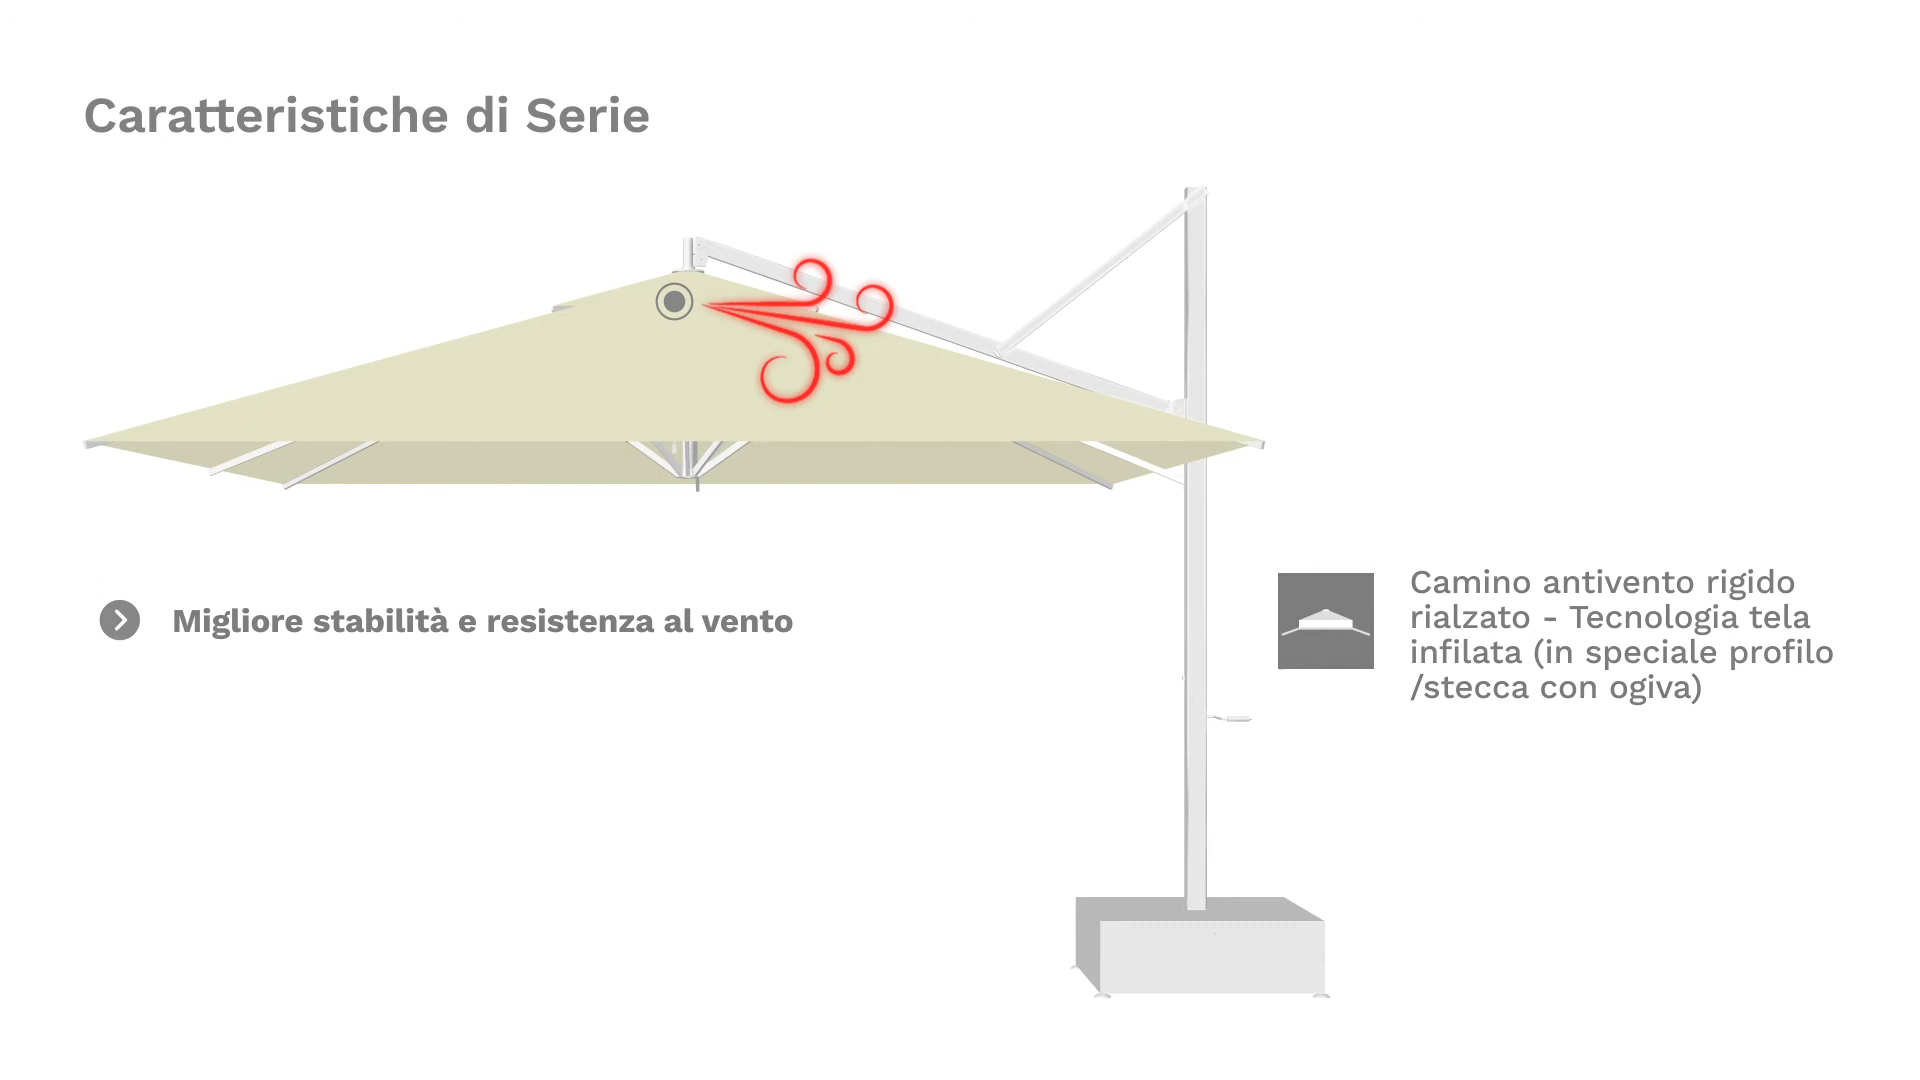 Caratteristiche di Serie
Migliore stabilità e resistenza al vento
Camino antivento rigido
rialzato - Tecnologia tela
infilata (in speciale profilo
/stecca con ogiva)